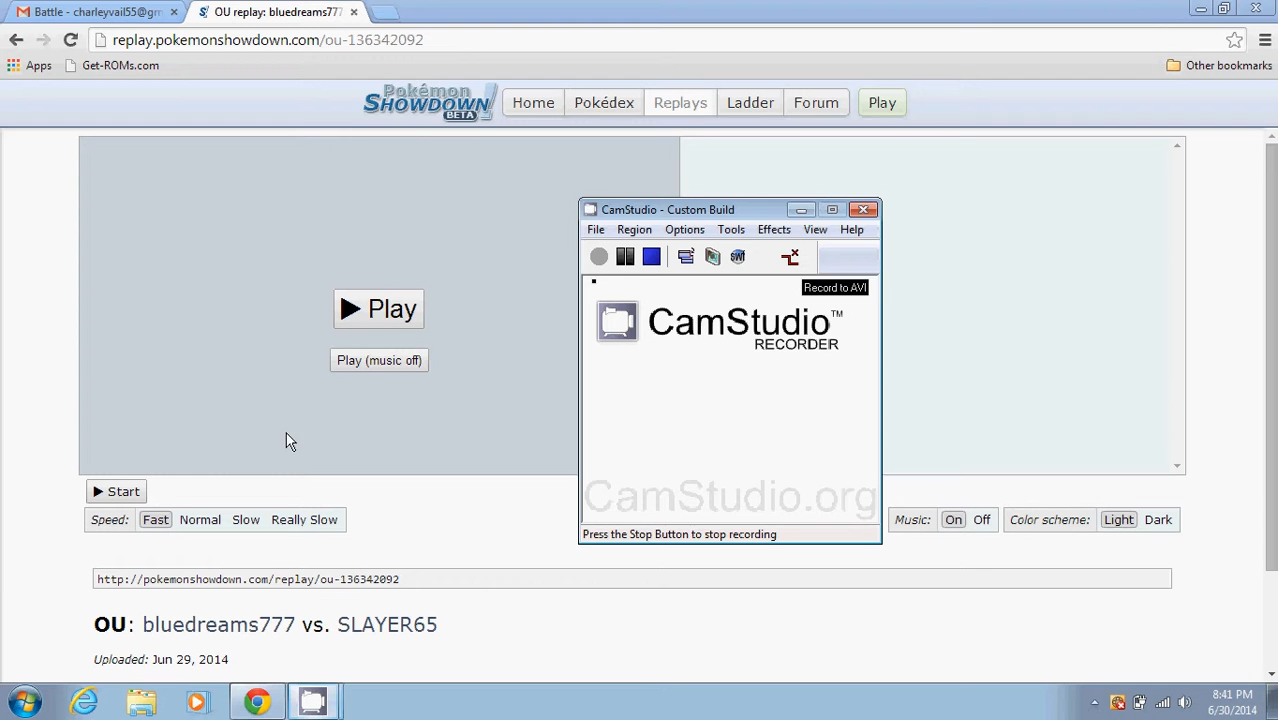 Battle - charleyvail55@gm
OU replay: bluedreams777
replay.pokemonshowdown.com/ou-136342092
Apps
Get-ROMs.com
Other bookmarks
Pokémon
SHOWDOWN!
BETA
Home
Pokédex
Replays
Ladder
Forum
Play
CamStudio - Custom Build
File
Region
Options
Tools
Effects
View
Help
SWF
Record to AVI
CamStudio™
RECORDER
CamStudio.org
Press the Stop Button to stop recording
Play
Play (music off)
Start
Speed: Fast Normal Slow Really Slow
Music: On Off
Color scheme: Light Dark
http://pokemonshowdown.com/replay/ou-136342092
OU: bluedreams777 vs. SLAYER65
Uploaded: Jun 29, 2014
8:41 PM
6/30/2014